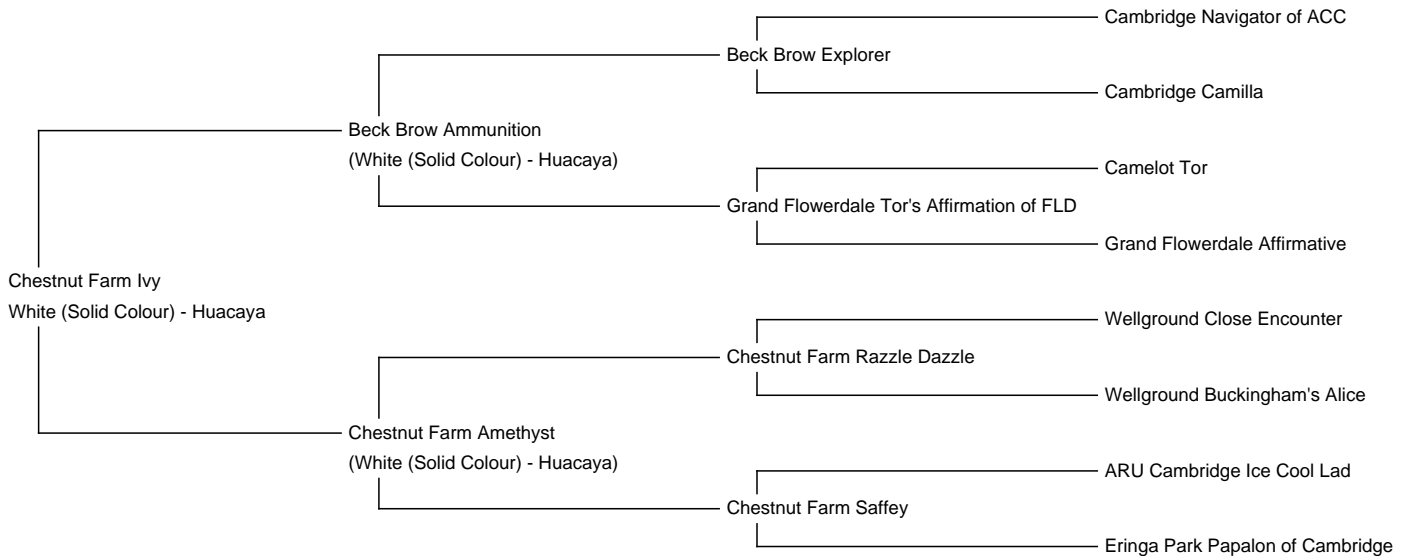 Cambridge Navigator of ACC
Beck Brow Explorer
Cambridge Camilla
Beck Brow Ammunition
(White (Solid Colour) - Huacaya)
Camelot Tor
Grand Flowerdale Tor's Affirmation of FLD
Grand Flowerdale Affirmative
Chestnut Farm Ivy
White (Solid Colour) - Huacaya
Wellground Close Encounter
Chestnut Farm Razzle Dazzle
Wellground Buckingham's Alice
Chestnut Farm Amethyst
(White (Solid Colour) - Huacaya)
ARU Cambridge Ice Cool Lad
Chestnut Farm Saffey
Eringa Park Papalon of Cambridge